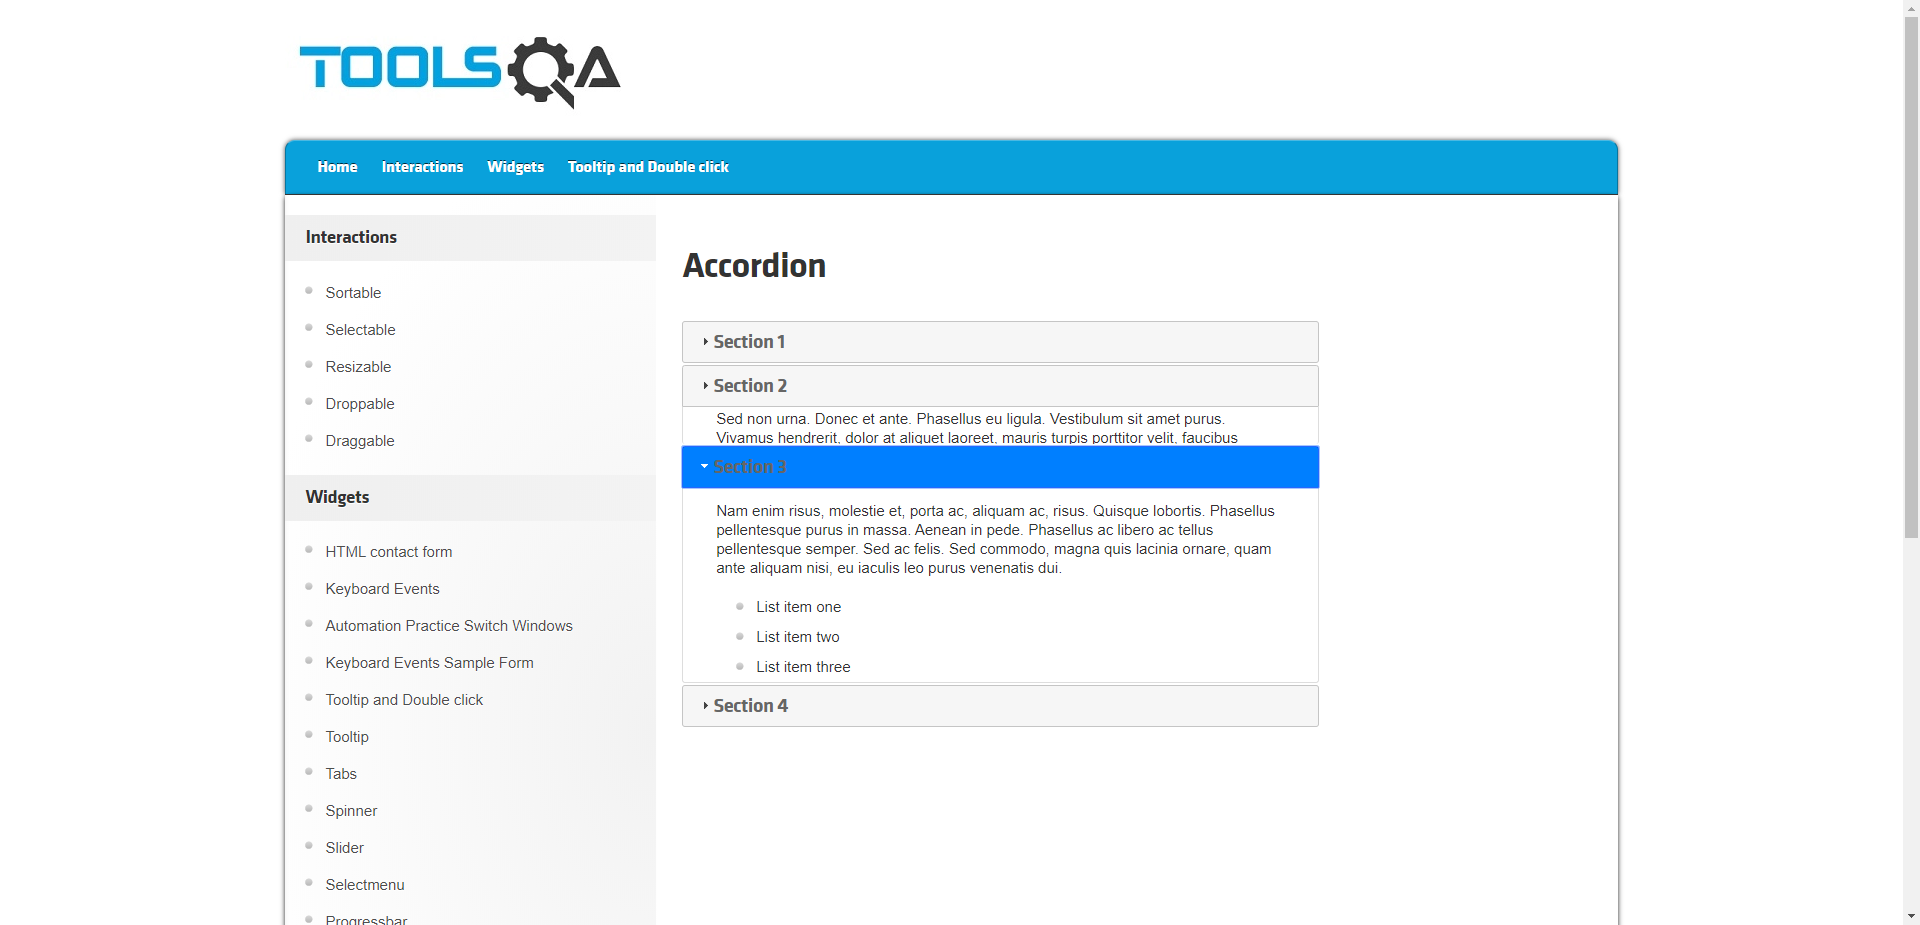 TOOLSQA
Home Interactions Widgets Tooltip and Double click
Interactions
Sortable
Selectable
Resizable
Droppable
Draggable
Widgets
HTML contact form
Keyboard Events
Automation Practice Switch Windows
Keyboard Events Sample Form
Tooltip and Double click
Tooltip
Tabs
Spinner
Slider
Selectmenu
Progressbar
Accordion
Section 1
Section 2
Sed non urna. Donec et ante. Phasellus eu ligula. Vestibulum sit amet purus.
Vivamus hendrerit, dolor at aliquet laoreet, mauris turpis porttitor velit, faucibus
Section 3
Nam enim risus, molestie et, porta ac, aliquam ac, risus. Quisque lobortis. Phasellus
pellentesque purus in massa. Aenean in pede. Phasellus ac libero ac tellus
pellentesque semper. Sed ac felis. Sed commodo, magna quis lacinia ornare, quam
ante aliquam nisi, eu iaculis leo purus venenatis dui.
List item one
List item two
List item three
Section 4